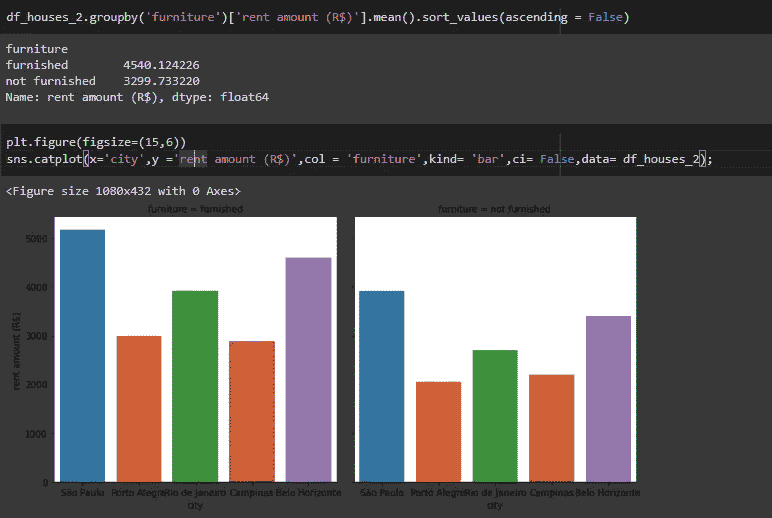 df_houses_2.groupby('furniture')['rent amount (R$)'].mean().sort_values(ascending = False)
furniture
furnished        4540.124226
not furnished    3299.733220
Name: rent amount (R$), dtype: float64
plt.figure(figsize=(15,6))
sns.catplot(x='city',y ='rent amount (R$)',col = 'furniture',kind= 'bar',ci= False,data= df_houses_2);
<Figure size 1080x432 with 0 Axes>
furniture = furnished
furniture = not furnished
5000
4000
3000
2000
1000
0
rent amount (R$)
São Paulo Porto Alegre Rio de Janeiro Campinas Belo Horizonte
city
São Paulo Porto Alegre Rio de Janeiro Campinas Belo Horizonte
city